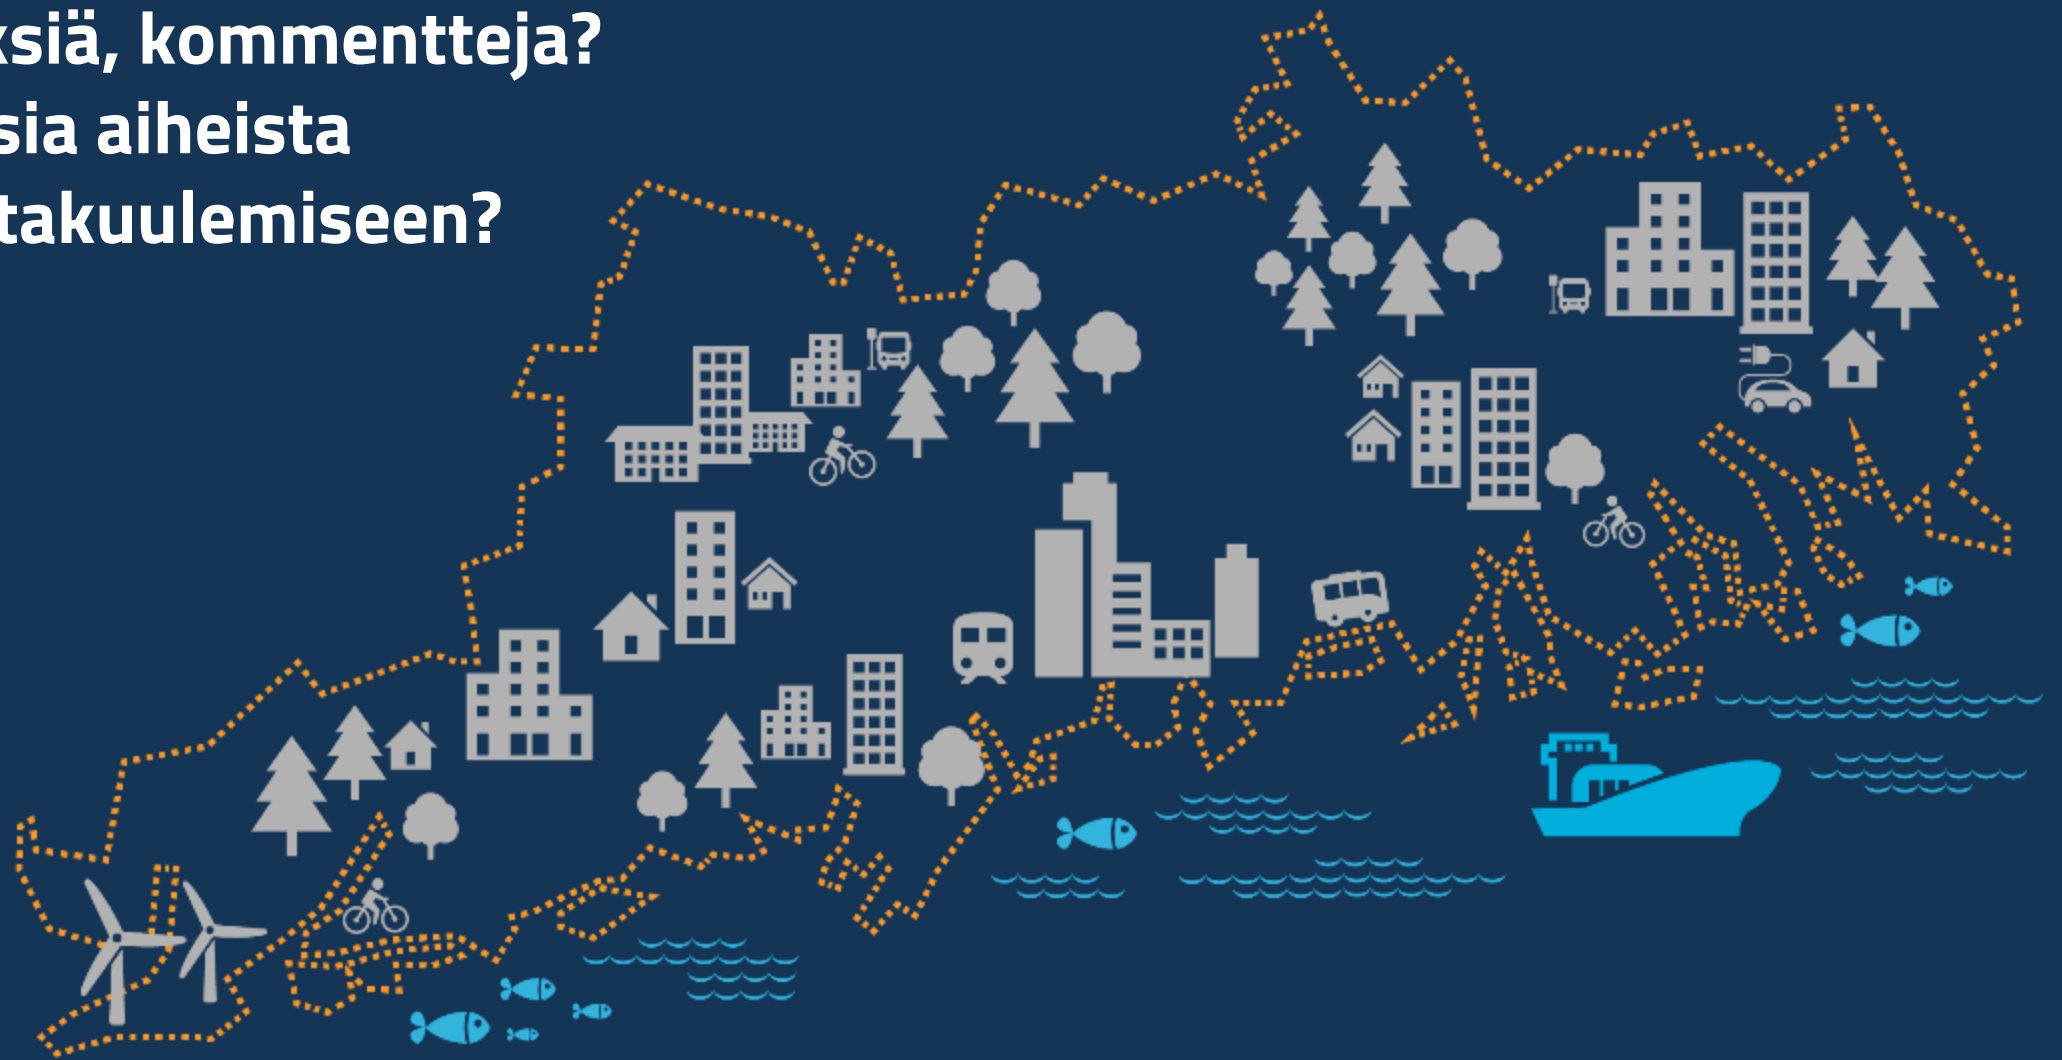 ksiä, kommentteja?
sia aiheista
takuulemiseen?